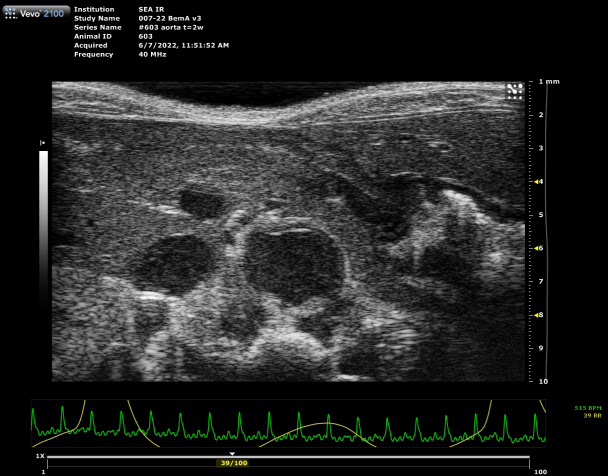 Vevo 2100
Institution SEA IR
Study Name 007-22 BemA v3
Series Name #603 aorta t=2w
Animal ID 603
Acquired 6/7/2022, 11:51:52 AM
Frequency 40 MHz
1 mm
2
3
4
5
6
7
8
9
10
515 BPM
39 RR
1X
39/100
1 100